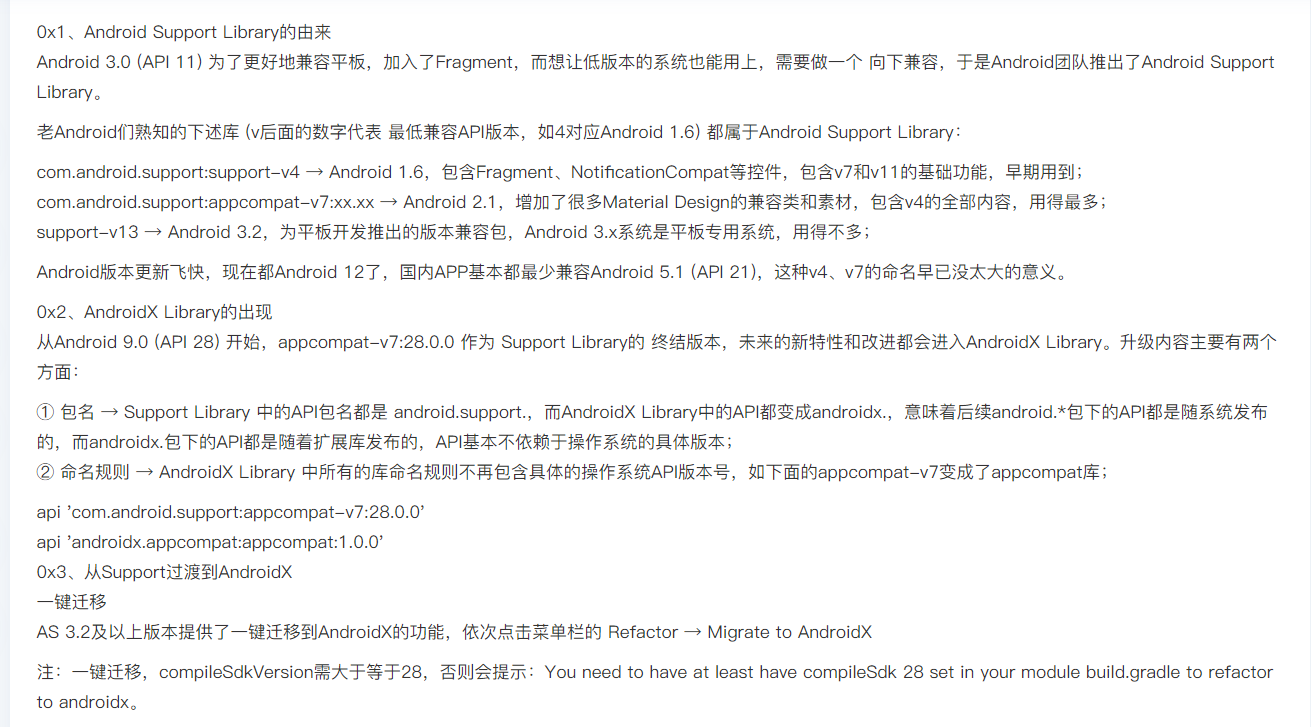 0x1、Android Support Library的由来
Android 3.0 (API 11) 为了更好地兼容平板，加入了Fragment，而想让低版本的系统也能用上，需要做一个 向下兼容，于是Android团队推出了Android Support
Library。
老Android们熟知的下述库 (v后面的数字代表 最低兼容API版本，如4对应Android 1.6) 都属于Android Support Library：
com.android.support:support-v4 → Android 1.6，包含Fragment、NotificationCompat等控件，包含v7和v11的基础功能，早期用到；
com.android.support:appcompat-v7:xx.xx → Android 2.1，增加了很多Material Design的兼容类和素材，包含v4的全部内容，用得最多；
support-v13 → Android 3.2，为平板开发推出的版本兼容包，Android 3.x系统是平板专用系统，用得不多；
Android版本更新飞快，现在都Android 12了，国内APP基本都最少兼容Android 5.1 (API 21)，这种v4、v7的命名早已没太大的意义。
0x2、AndroidX Library的出现
从Android 9.0 (API 28) 开始，appcompat-v7:28.0.0 作为 Support Library的 终结版本，未来的新特性和改进都会进入AndroidX Library。升级内容主要有两个
方面：
① 包名 → Support Library 中的API包名都是 android.support.，而AndroidX Library中的API都变成androidx.，意味着后续android.*包下的API都是随系统发布
的，而androidx.包下的API都是随着扩展库发布的，API基本不依赖于操作系统的具体版本；
② 命名规则 → AndroidX Library 中所有的库命名规则不再包含具体的操作系统API版本号，如下面的appcompat-v7变成了appcompat库；
api ’com.android.support:appcompat-v7:28.0.0’
api ’androidx.appcompat:appcompat:1.0.0’
0x3、从Support过渡到AndroidX
一键迁移
AS 3.2及以上版本提供了一键迁移到AndroidX的功能，依次点击菜单栏的 Refactor → Migrate to AndroidX
注：一键迁移，compileSdkVersion需大于等于28，否则会提示：You need to have at least have compileSdk 28 set in your module build.gradle to refactor
to androidx。